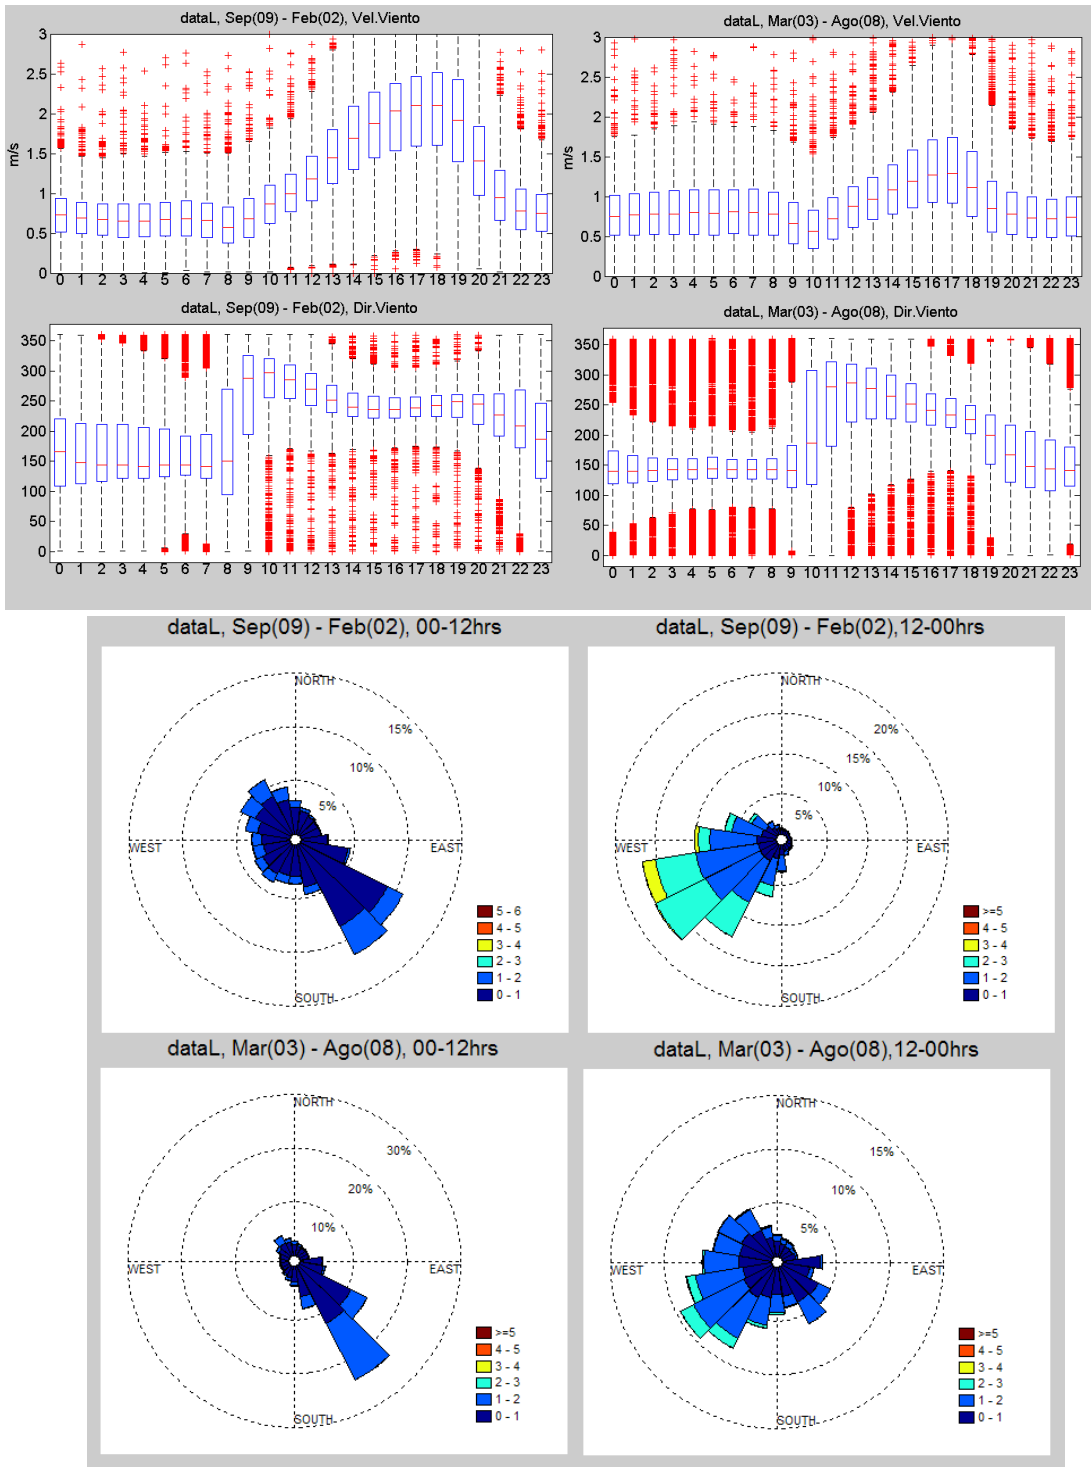 dataL, Sep(09) - Feb(02), Vel.Viento
3
2.5
2
1.5
1
0.5
0
m/s
0 1 2 3 4 5 6 7 8 9 10 11 12 13 14 15 16 17 18 19 20 21 22 23
dataL, Mar(03) - Ago(08), Vel.Viento
3
2.5
2
1.5
1
0.5
0
m/s
0 1 2 3 4 5 6 7 8 9 10 11 12 13 14 15 16 17 18 19 20 21 22 23
dataL, Sep(09) - Feb(02), Dir.Viento
350
300
250
200
150
100
50
0
0 1 2 3 4 5 6 7 8 9 10 11 12 13 14 15 16 17 18 19 20 21 22 23
dataL, Mar(03) - Ago(08), Dir.Viento
350
300
250
200
150
100
50
0
0 1 2 3 4 5 6 7 8 9 10 11 12 13 14 15 16 17 18 19 20 21 22 23
dataL, Sep(09) - Feb(02), 00-12hrs
NORTH
15%
10%
5%
WEST
EAST
SOUTH
5 - 6
4 - 5
3 - 4
2 - 3
1 - 2
0 - 1
dataL, Sep(09) - Feb(02),12-00hrs
NORTH
20%
15%
10%
5%
WEST
EAST
SOUTH
>=5
4 - 5
3 - 4
2 - 3
1 - 2
0 - 1
dataL, Mar(03) - Ago(08), 00-12hrs
NORTH
30%
20%
10%
WEST
EAST
SOUTH
>=5
4 - 5
3 - 4
2 - 3
1 - 2
0 - 1
dataL, Mar(03) - Ago(08),12-00hrs
NORTH
15%
10%
5%
WEST
EAST
SOUTH
>=5
4 - 5
3 - 4
2 - 3
1 - 2
0 - 1